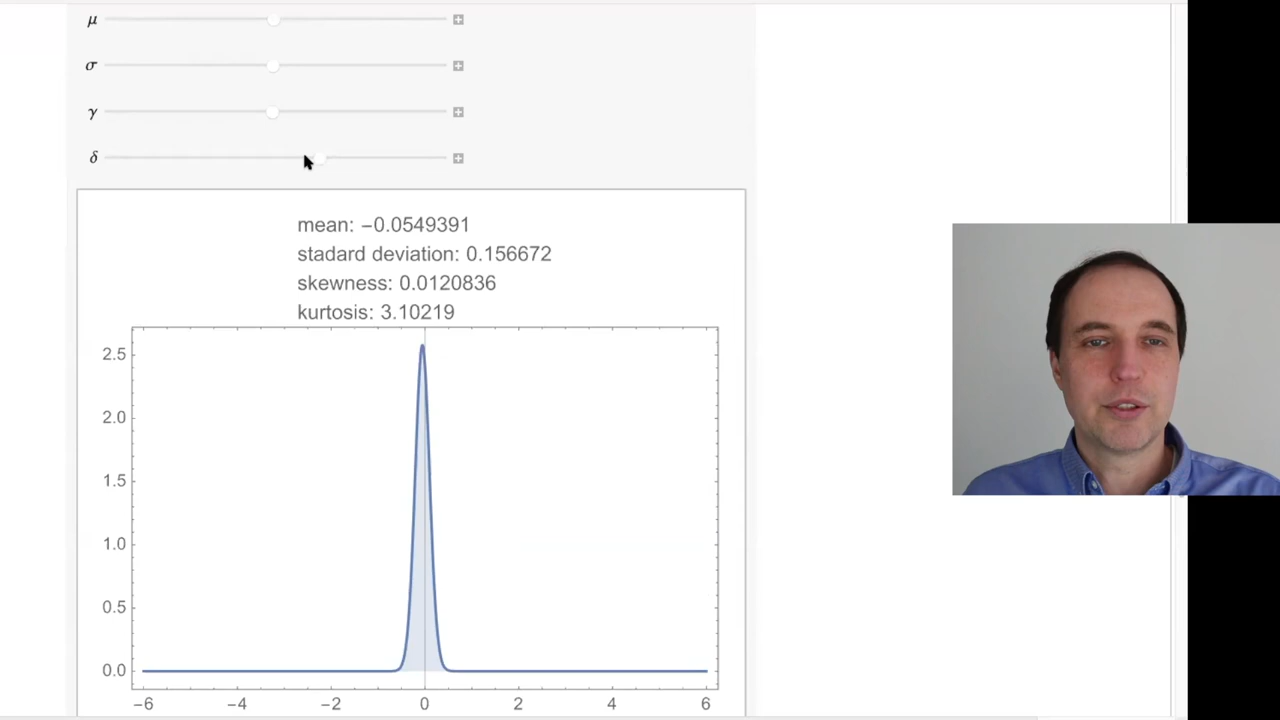 μ
σ
γ
δ
mean: −0.0549391
stadard deviation: 0.156672
skewness: 0.0120836
kurtosis: 3.10219
2.5
2.0
1.5
1.0
0.5
0.0
−6 −4 −2 0 2 4 6